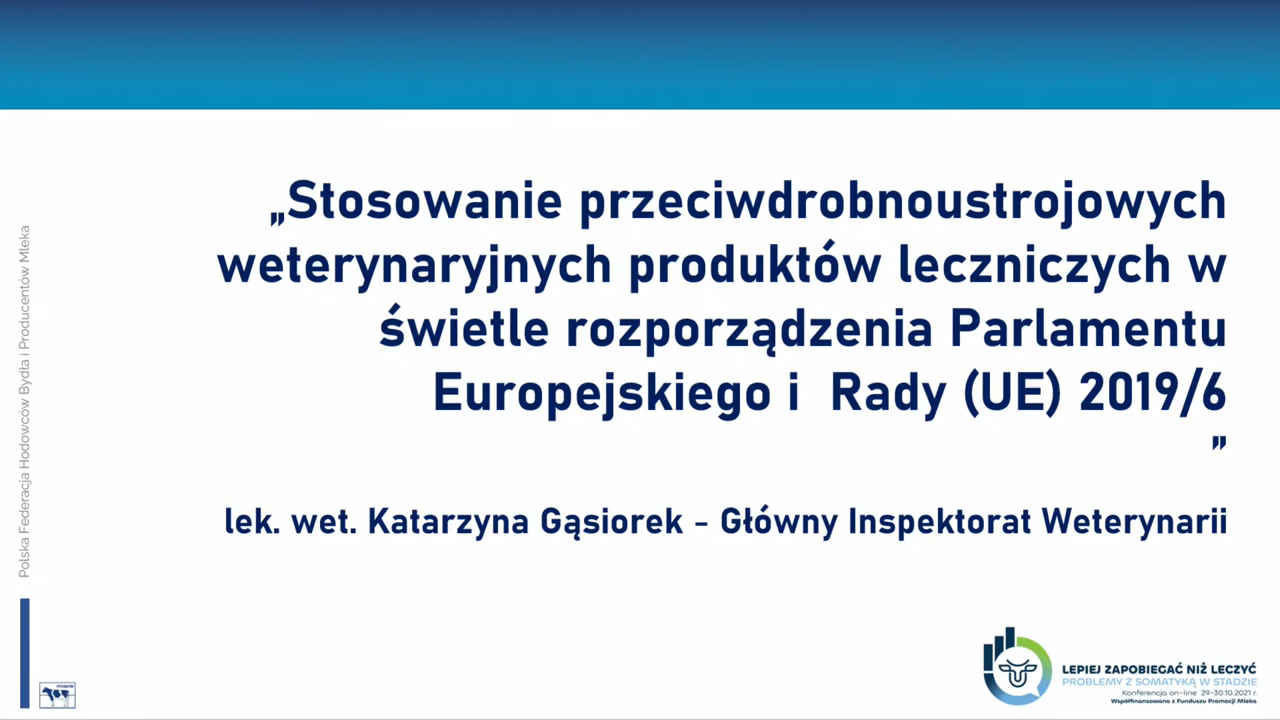 „Stosowanie przeciwdrobnoustrojowych
weterynaryjnych produktów leczniczych w
świetle rozporządzenia Parlamentu
Europejskiego i  Rady (UE) 2019/6
”
lek. wet. Katarzyna Gąsiorek - Główny Inspektorat Weterynarii
Polska Federacja Hodowców Bydła i Producentów Mleka
LEPIEJ ZAPOBIEGAĆ NIŻ LECZYĆ
PROBLEMY Z SOMATYKĄ W STADZIE
Konferencja on-line 29-30.10.2021 r.
Współfinansowano z Funduszu Promocji Mleka